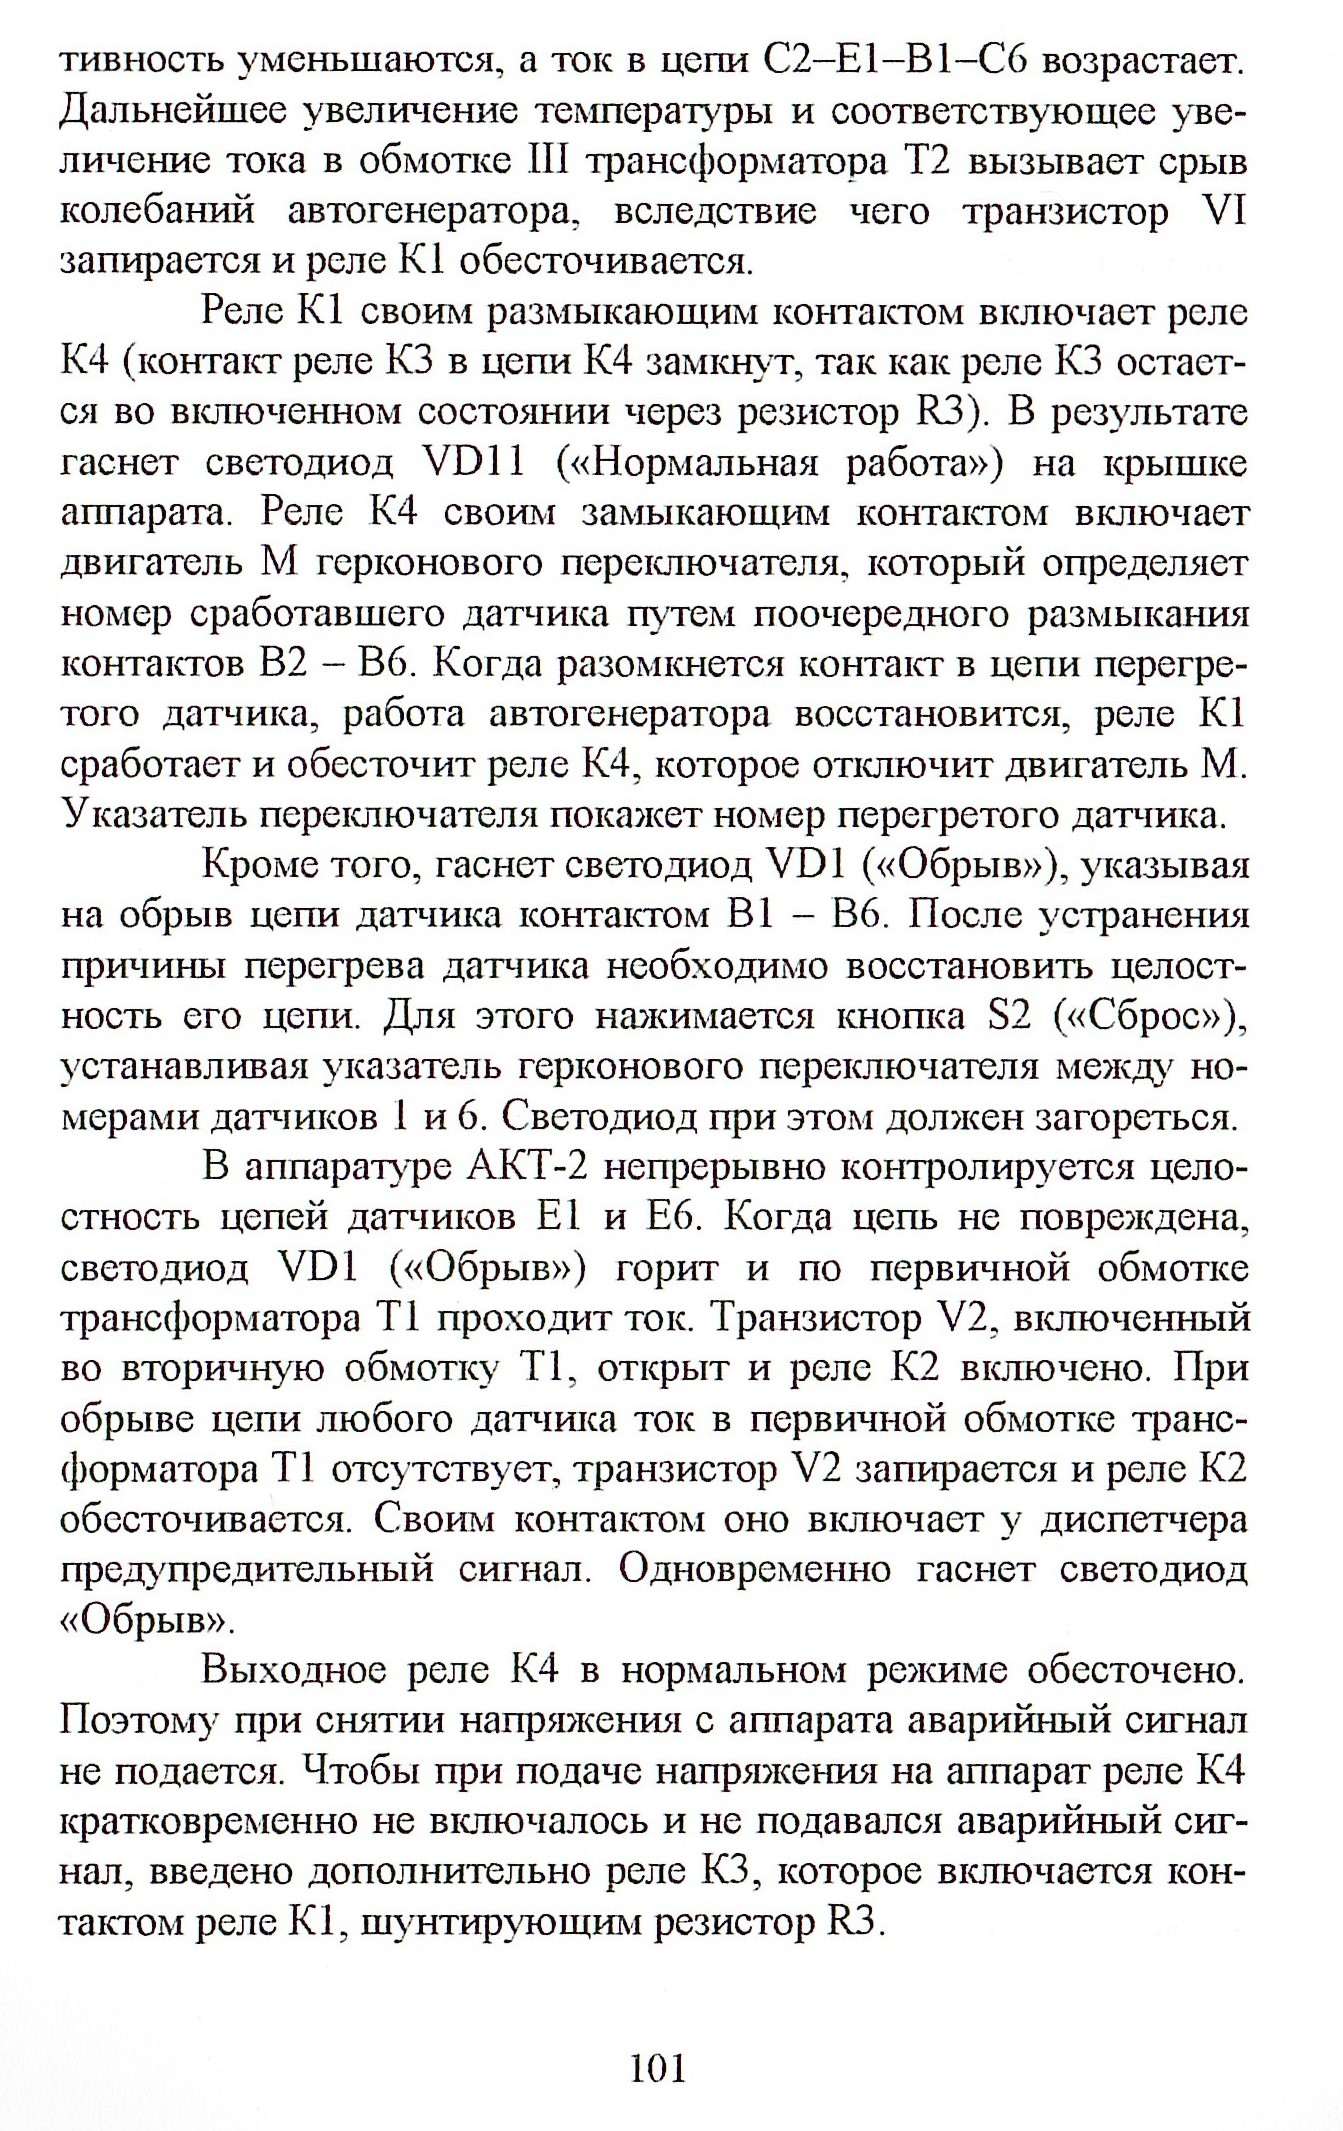 тивность уменьшаются, а ток в цепи С2–Е1–В1–С6 возрастает.
Дальнейшее увеличение температуры и соответствующее уве-
личение тока в обмотке III трансформатора Т2 вызывает срыв
колебаний автогенератора, вследствие чего транзистор VI
запирается и реле К1 обесточивается.
Реле К1 своим размыкающим контактом включает реле
К4 (контакт реле К3 в цепи К4 замкнут, так как реле К3 остает-
ся во включенном состоянии через резистор R3). В результате
гаснет светодиод VD11 («Нормальная работа») на крышке
аппарата. Реле К4 своим замыкающим контактом включает
двигатель М герконового переключателя, который определяет
номер сработавшего датчика путем поочередного размыкания
контактов В2 – В6. Когда разомкнется контакт в цепи перегре-
того датчика, работа автогенератора восстановится, реле К1
сработает и обесточит реле К4, которое отключит двигатель М.
Указатель переключателя покажет номер перегретого датчика.
Кроме того, гаснет светодиод VD1 («Обрыв»), указывая
на обрыв цепи датчика контактом В1 – В6. После устранения
причины перегрева датчика необходимо восстановить целост-
ность его цепи. Для этого нажимается кнопка S2 («Сброс»),
устанавливая указатель герконового переключателя между но-
мерами датчиков 1 и 6. Светодиод при этом должен загореться.
В аппаратуре АКТ-2 непрерывно контролируется цело-
стность цепей датчиков Е1 и Е6. Когда цепь не повреждена,
светодиод VD1 («Обрыв») горит и по первичной обмотке
трансформатора Т1 проходит ток. Транзистор V2, включенный
во вторичную обмотку Т1, открыт и реле К2 включено. При
обрыве цепи любого датчика ток в первичной обмотке транс-
форматора Т1 отсутствует, транзистор V2 запирается и реле К2
обесточивается. Своим контактом оно включает у диспетчера
предупредительный сигнал. Одновременно гаснет светодиод
«Обрыв».
Выходное реле К4 в нормальном режиме обесточено.
Поэтому при снятии напряжения с аппарата аварийный сигнал
не подается. Чтобы при подаче напряжения на аппарат реле К4
кратковременно не включалось и не подавался аварийный сиг-
нал, введено дополнительно реле К3, которое включается кон-
тактом реле К1, шунтирующим резистор R3.
101